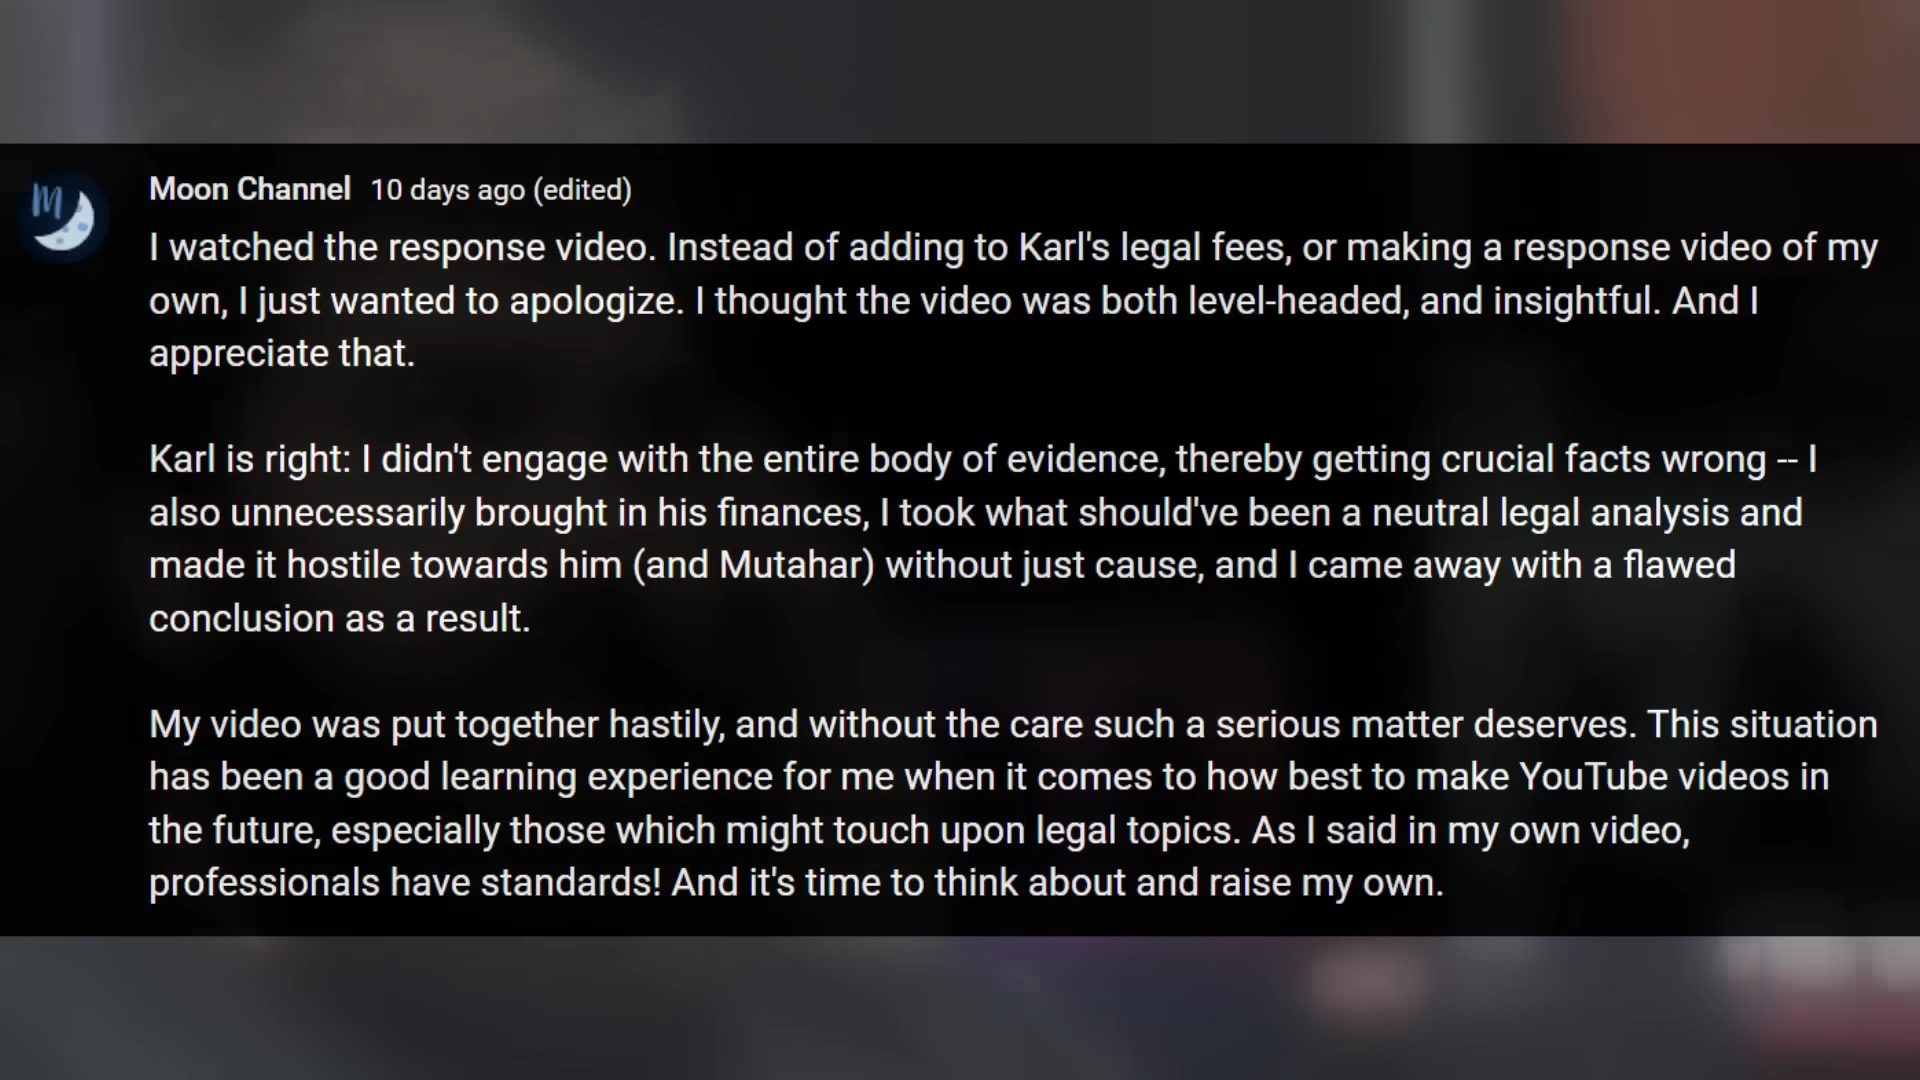 M
Moon Channel 10 days ago (edited)
I watched the response video. Instead of adding to Karl's legal fees, or making a response video of my
own, I just wanted to apologize. I thought the video was both level-headed, and insightful. And I
appreciate that.
Karl is right: I didn't engage with the entire body of evidence, thereby getting crucial facts wrong -- I
also unnecessarily brought in his finances, I took what should've been a neutral legal analysis and
made it hostile towards him (and Mutahar) without just cause, and I came away with a flawed
conclusion as a result.
My video was put together hastily, and without the care such a serious matter deserves. This situation
has been a good learning experience for me when it comes to how best to make YouTube videos in
the future, especially those which might touch upon legal topics. As I said in my own video,
professionals have standards! And it's time to think about and raise my own.